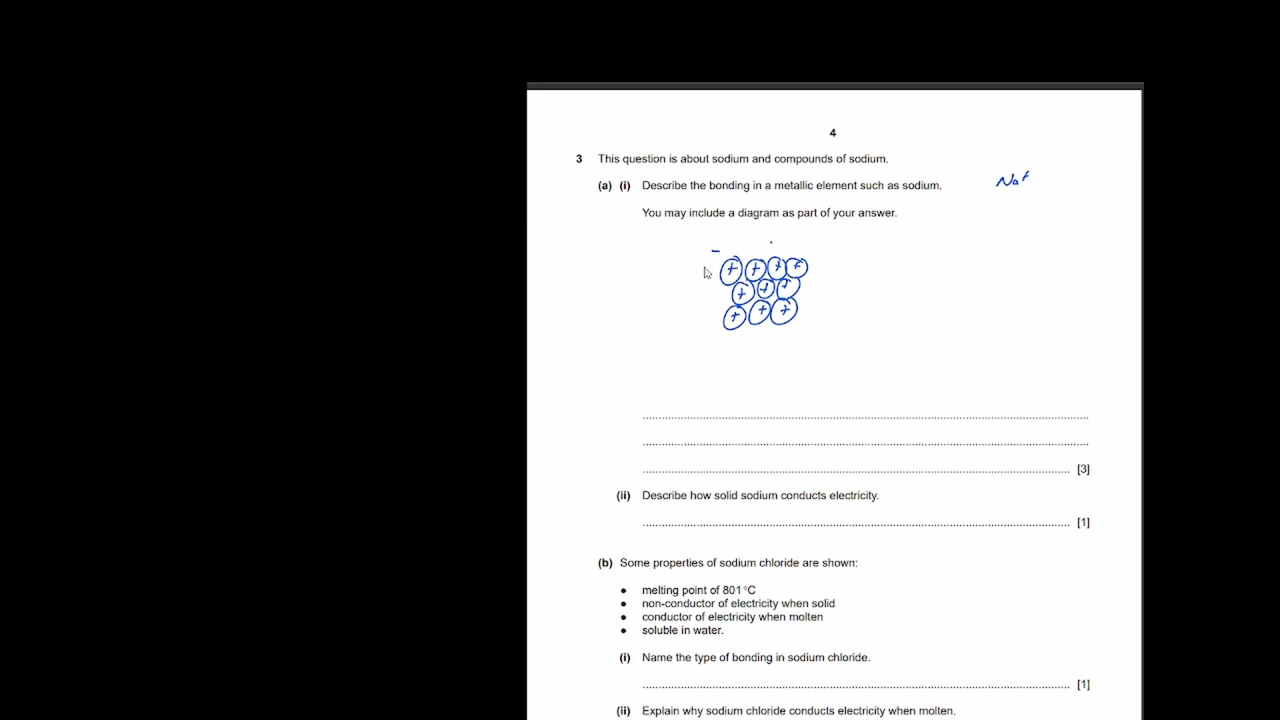 4
3 This question is about sodium and compounds of sodium.
(a) (i) Describe the bonding in a metallic element such as sodium. Na+
You may include a diagram as part of your answer.
-
+ + + +
+ + +
+ + +
[3]
(ii) Describe how solid sodium conducts electricity.
[1]
(b) Some properties of sodium chloride are shown:
• melting point of 801 °C
• non-conductor of electricity when solid
• conductor of electricity when molten
• soluble in water.
(i) Name the type of bonding in sodium chloride.
[1]
(ii) Explain why sodium chloride conducts electricity when molten.